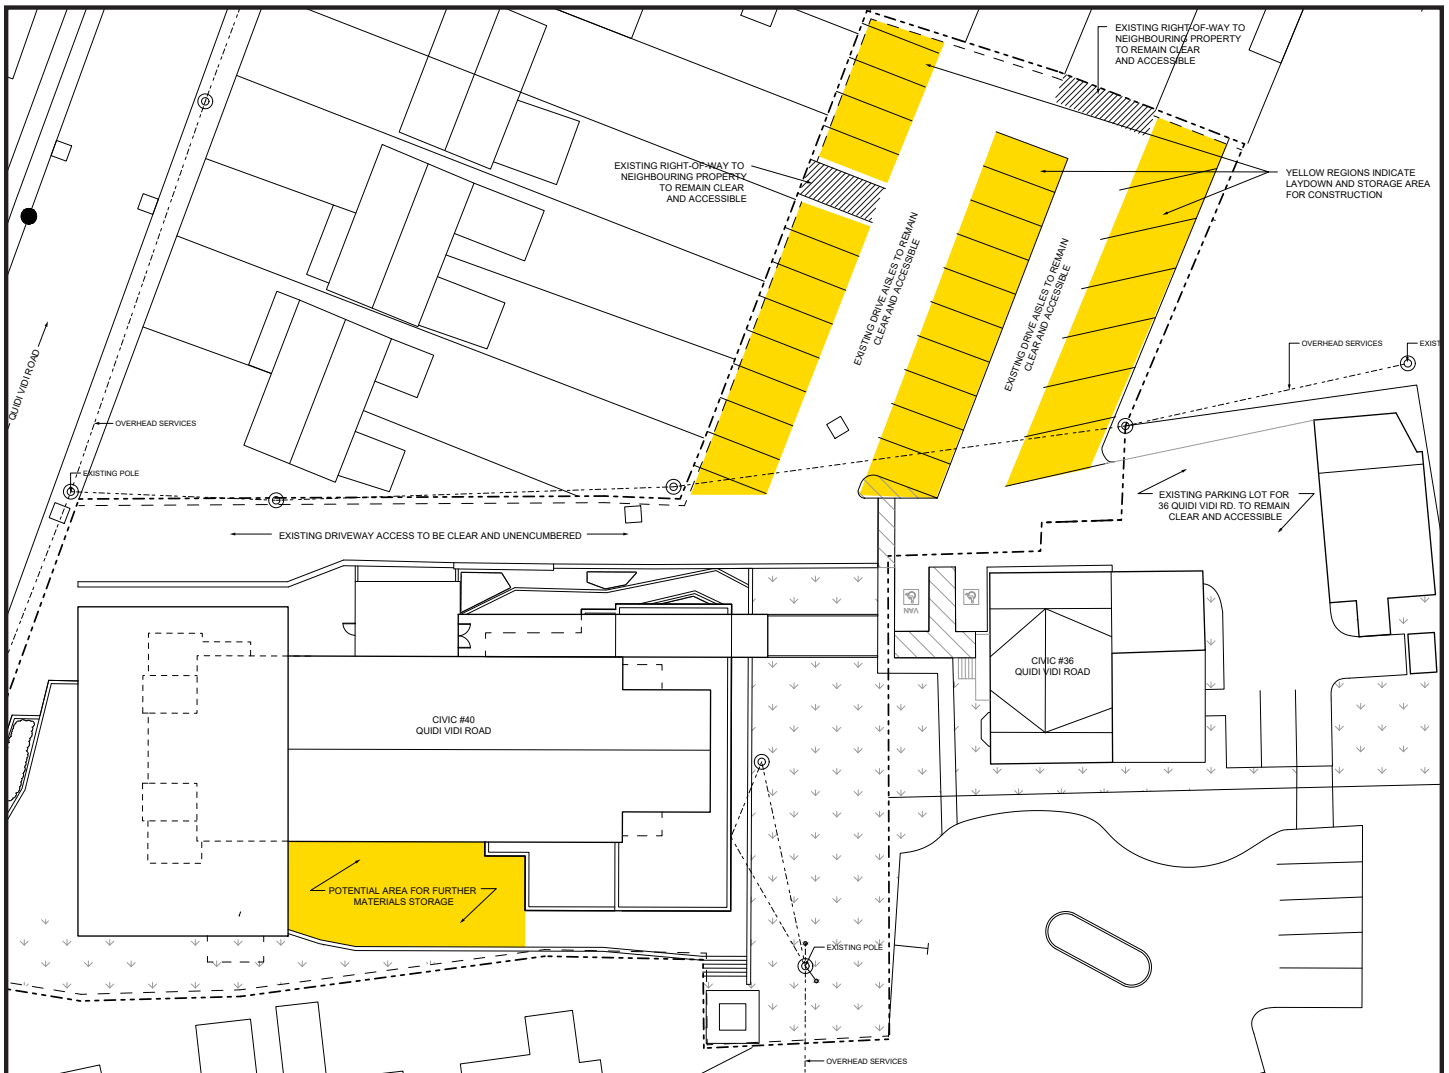 EXISTING RIGHT-OF-WAY TO
NEIGHBOURING PROPERTY
TO REMAIN CLEAR
AND ACCESSIBLE
EXISTING RIGHT-OF-WAY TO
NEIGHBOURING PROPERTY
TO REMAIN CLEAR
AND ACCESSIBLE
YELLOW REGIONS INDICATE
LAYDOWN AND STORAGE AREA
FOR CONSTRUCTION
EXISTING DRIVE AISLES TO REMAIN
CLEAR AND ACCESSIBLE
EXISTING DRIVE AISLES TO REMAIN
CLEAR AND ACCESSIBLE
QUIDI VIDI ROAD
OVERHEAD SERVICES
EXIST
OVERHEAD SERVICES
EXISTING POLE
EXISTING PARKING LOT FOR
36 QUIDI VIDI RD. TO REMAIN
CLEAR AND ACCESSIBLE
EXISTING DRIVEWAY ACCESS TO BE CLEAR AND UNENCUMBERED
VAN
CIVIC #36
QUIDI VIDI ROAD
CIVIC #40
QUIDI VIDI ROAD
POTENTIAL AREA FOR FURTHER
MATERIALS STORAGE
EXISTING POLE
OVERHEAD SERVICES